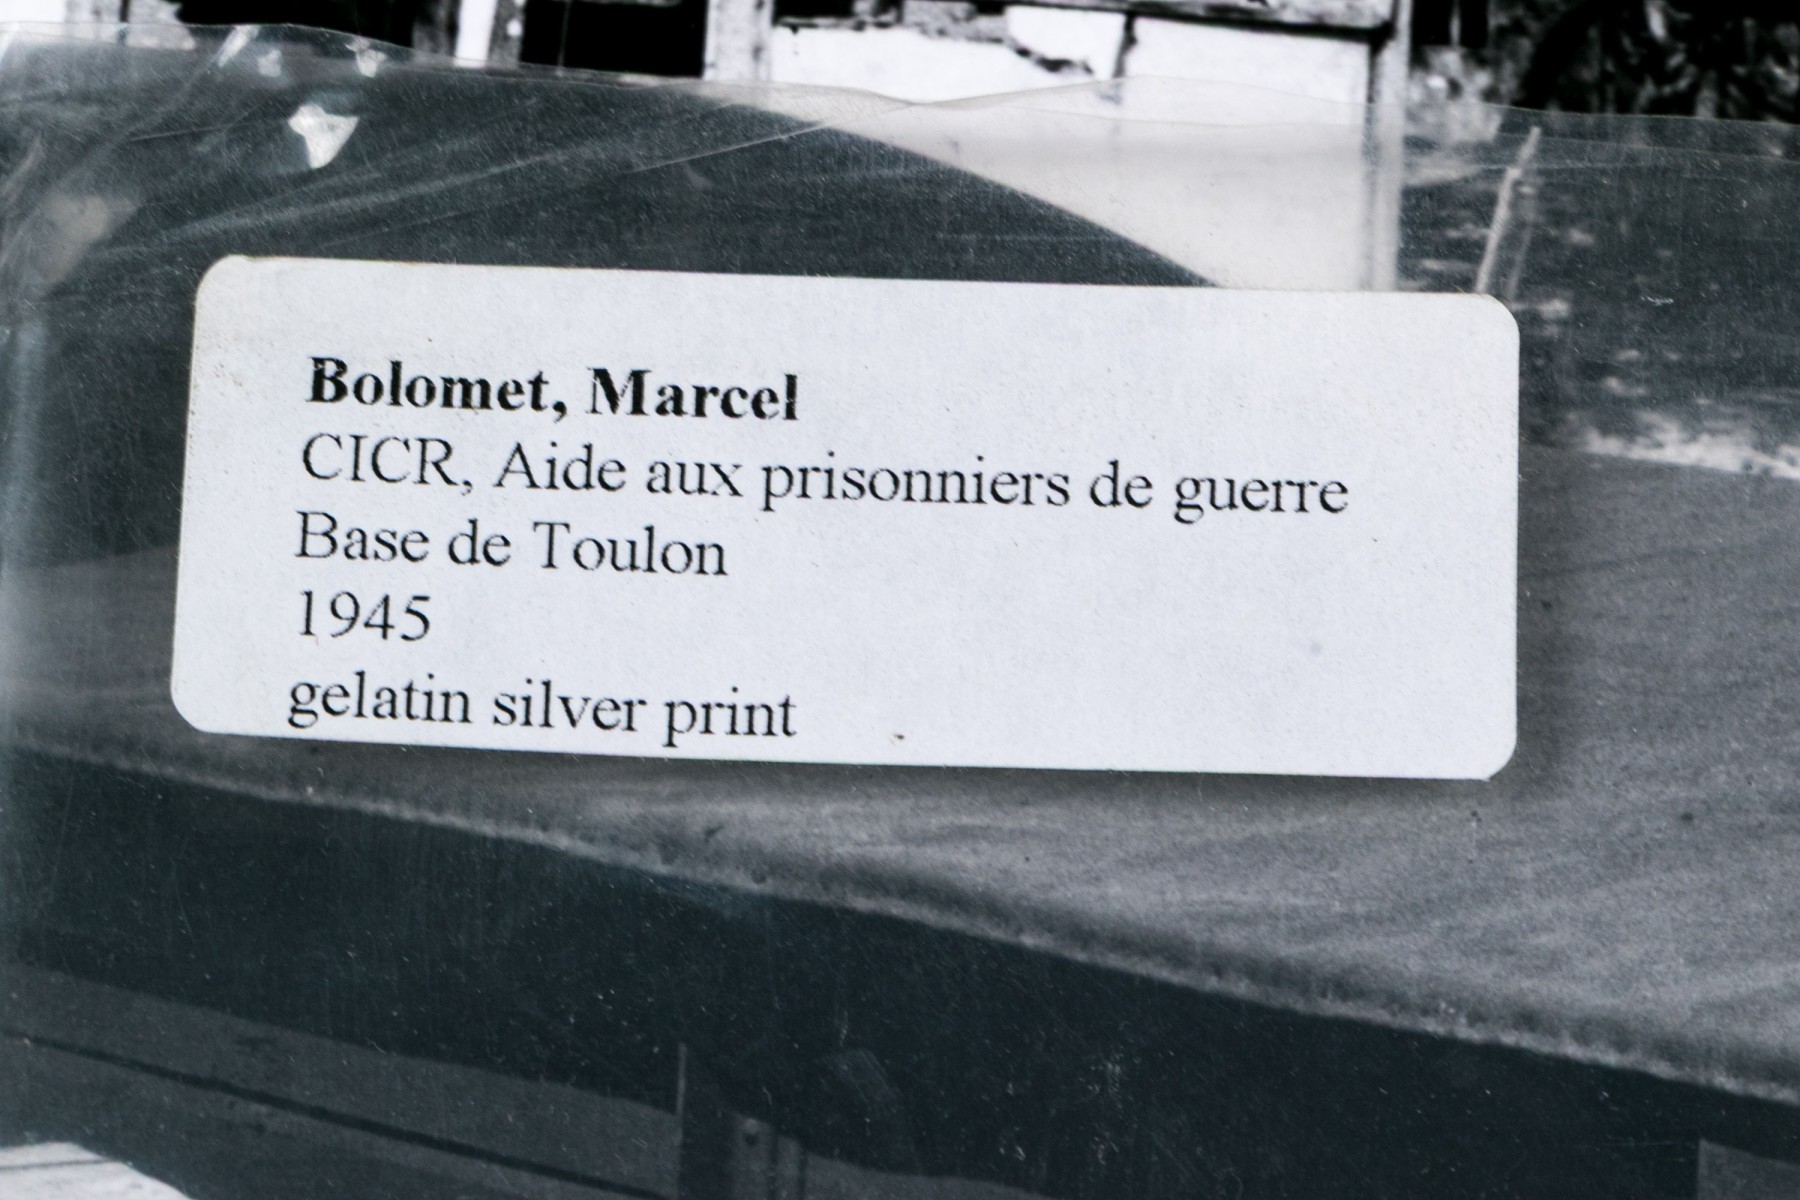 Bolomet, Marcel
CICR, Aide aux prisonniers de guerre
Base de Toulon
1945
gelatin silver print